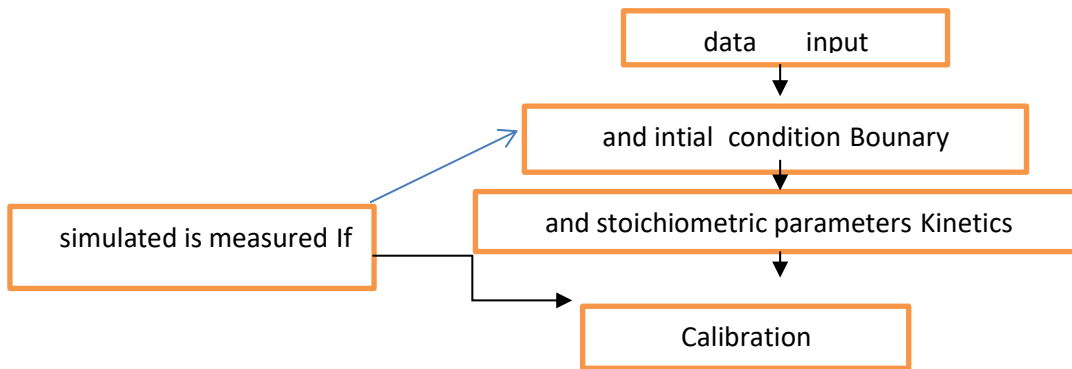 data input
and intial condition Bounary
and stoichiometric parameters Kinetics
simulated is measured If
Calibration